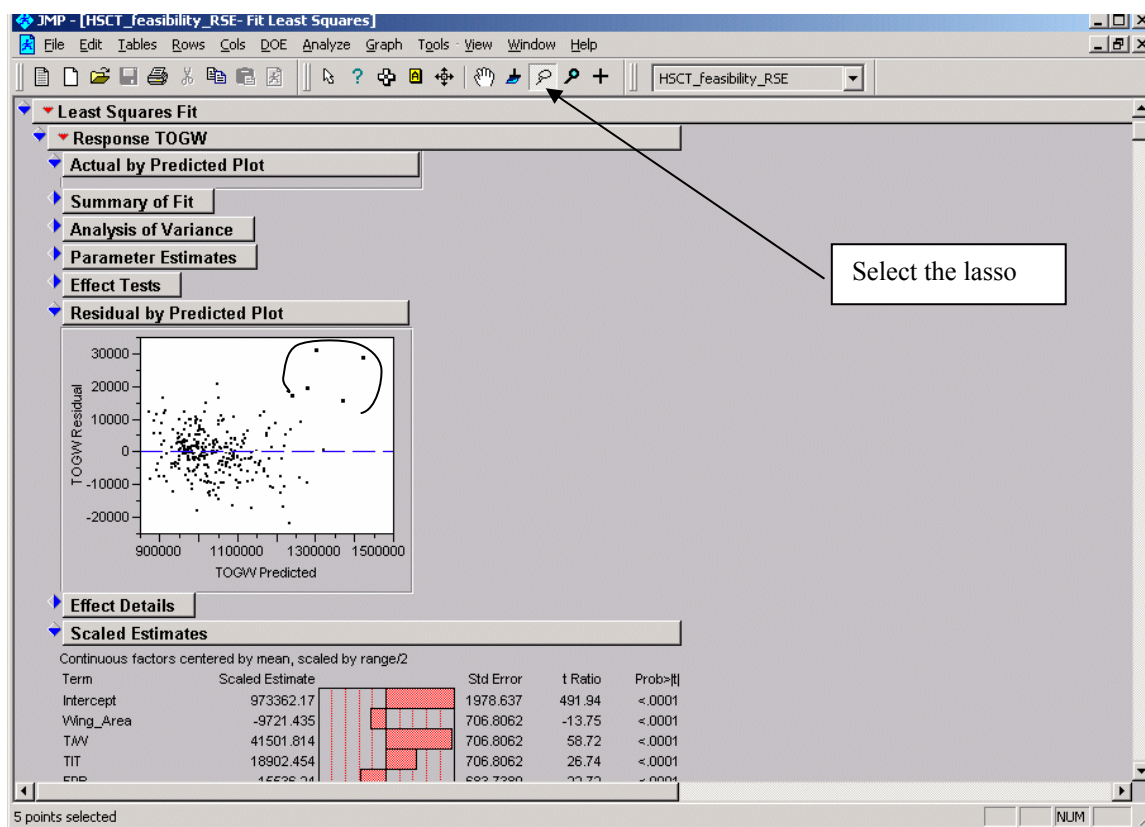 JMP - [HSCT_feasibility_RSE- Fit Least Squares]
File Edit Tables Rows Cols DOE Analyze Graph Tools View Window Help
HSCT_feasibility_RSE
Least Squares Fit
Response TOGW
Actual by Predicted Plot
Summary of Fit
Analysis of Variance
Parameter Estimates
Effect Tests
Select the lasso
Residual by Predicted Plot
30000
20000
10000
0
-10000
-20000
TOGW Residual
900000 1100000 1300000 1500000
TOGW Predicted
Effect Details
Scaled Estimates
Continuous factors centered by mean, scaled by range/2
Term Scaled Estimate Std Error t Ratio Prob>|t|
Intercept 973362.17 1978.637 491.94 <.0001
Wing_Area -9721.435 706.8062 -13.75 <.0001
T/W 41501.814 706.8062 58.72 <.0001
TIT 18902.454 706.8062 26.74 <.0001
5 points selected
NUM